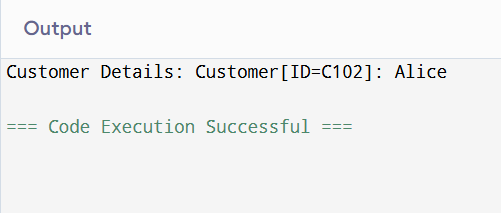 Output
Customer Details: Customer[ID=C102]: Alice
=== Code Execution Successful ===